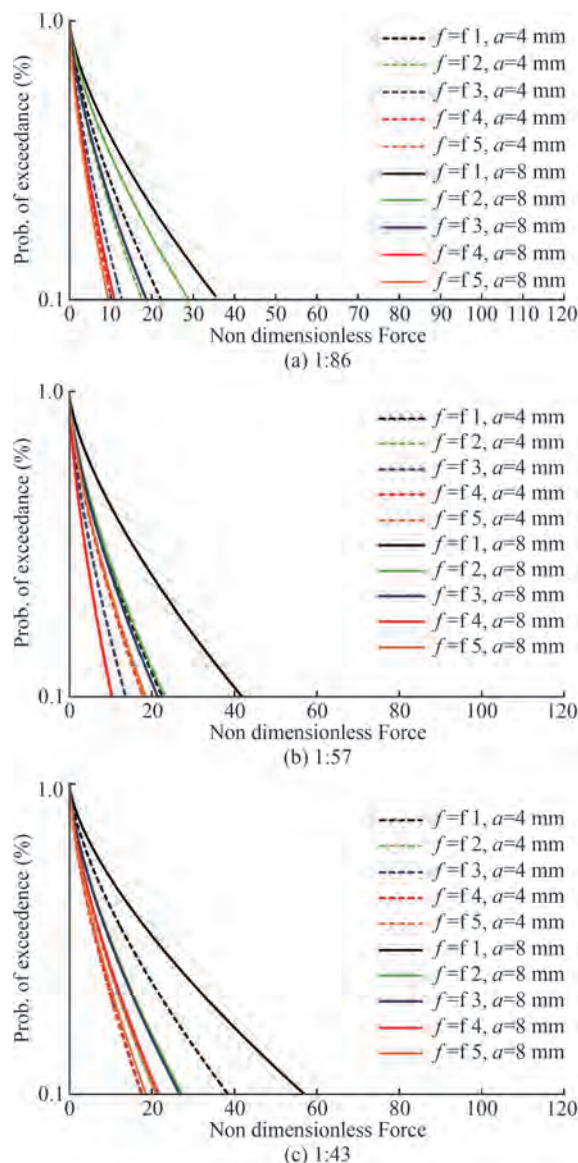 1.0
Prob. of exceedance (%)
0.1
f=f 1, a=4 mm
f=f 2, a=4 mm
f=f 3, a=4 mm
f=f 4, a=4 mm
f=f 5, a=4 mm
f=f 1, a=8 mm
f=f 2, a=8 mm
f=f 3, a=8 mm
f=f 4, a=8 mm
f=f 5, a=8 mm
0 10 20 30 40 50 60 70 80 90 100 110 120
Non dimensionless Force
(a) 1:86
1.0
Prob. of exceedance (%)
0.1
f=f 1, a=4 mm
f=f 2, a=4 mm
f=f 3, a=4 mm
f=f 4, a=4 mm
f=f 5, a=4 mm
f=f 1, a=8 mm
f=f 2, a=8 mm
f=f 3, a=8 mm
f=f 4, a=8 mm
f=f 5, a=8 mm
0 20 40 60 80 100 120
Non dimensionless Force
(b) 1:57
1.0
Prob. of exceedence (%)
0.1
f=f 1, a=4 mm
f=f 2, a=4 mm
f=f 3, a=4 mm
f=f 4, a=4 mm
f=f 5, a=4 mm
f=f 1, a=8 mm
f=f 2, a=8 mm
f=f 3, a=8 mm
f=f 4, a=8 mm
f=f 5, a=8 mm
0 20 40 60 80 100 120
Non dimensionless Force
(c) 1:43